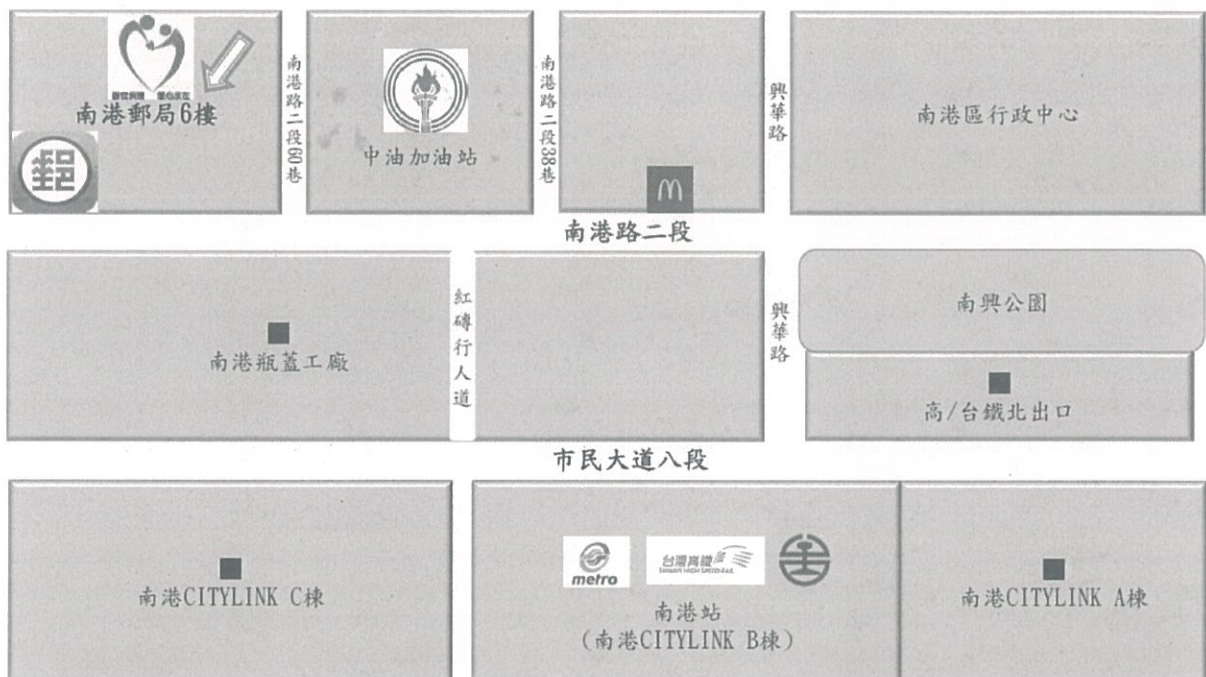 南港郵局6樓
郵
南港路二段60巷
中油加油站
南港路二段38巷
興華路
南港區行政中心
南港路二段
南港瓶蓋工廠
紅磚行人道
興華路
南興公園
高/台鐵北出口
市民大道八段
南港CITYLINK C棟
metro
台灣高鐵
TAIWAN HIGH SPEED RAIL
南港站
(南港CITYLINK B棟)
南港CITYLINK A棟